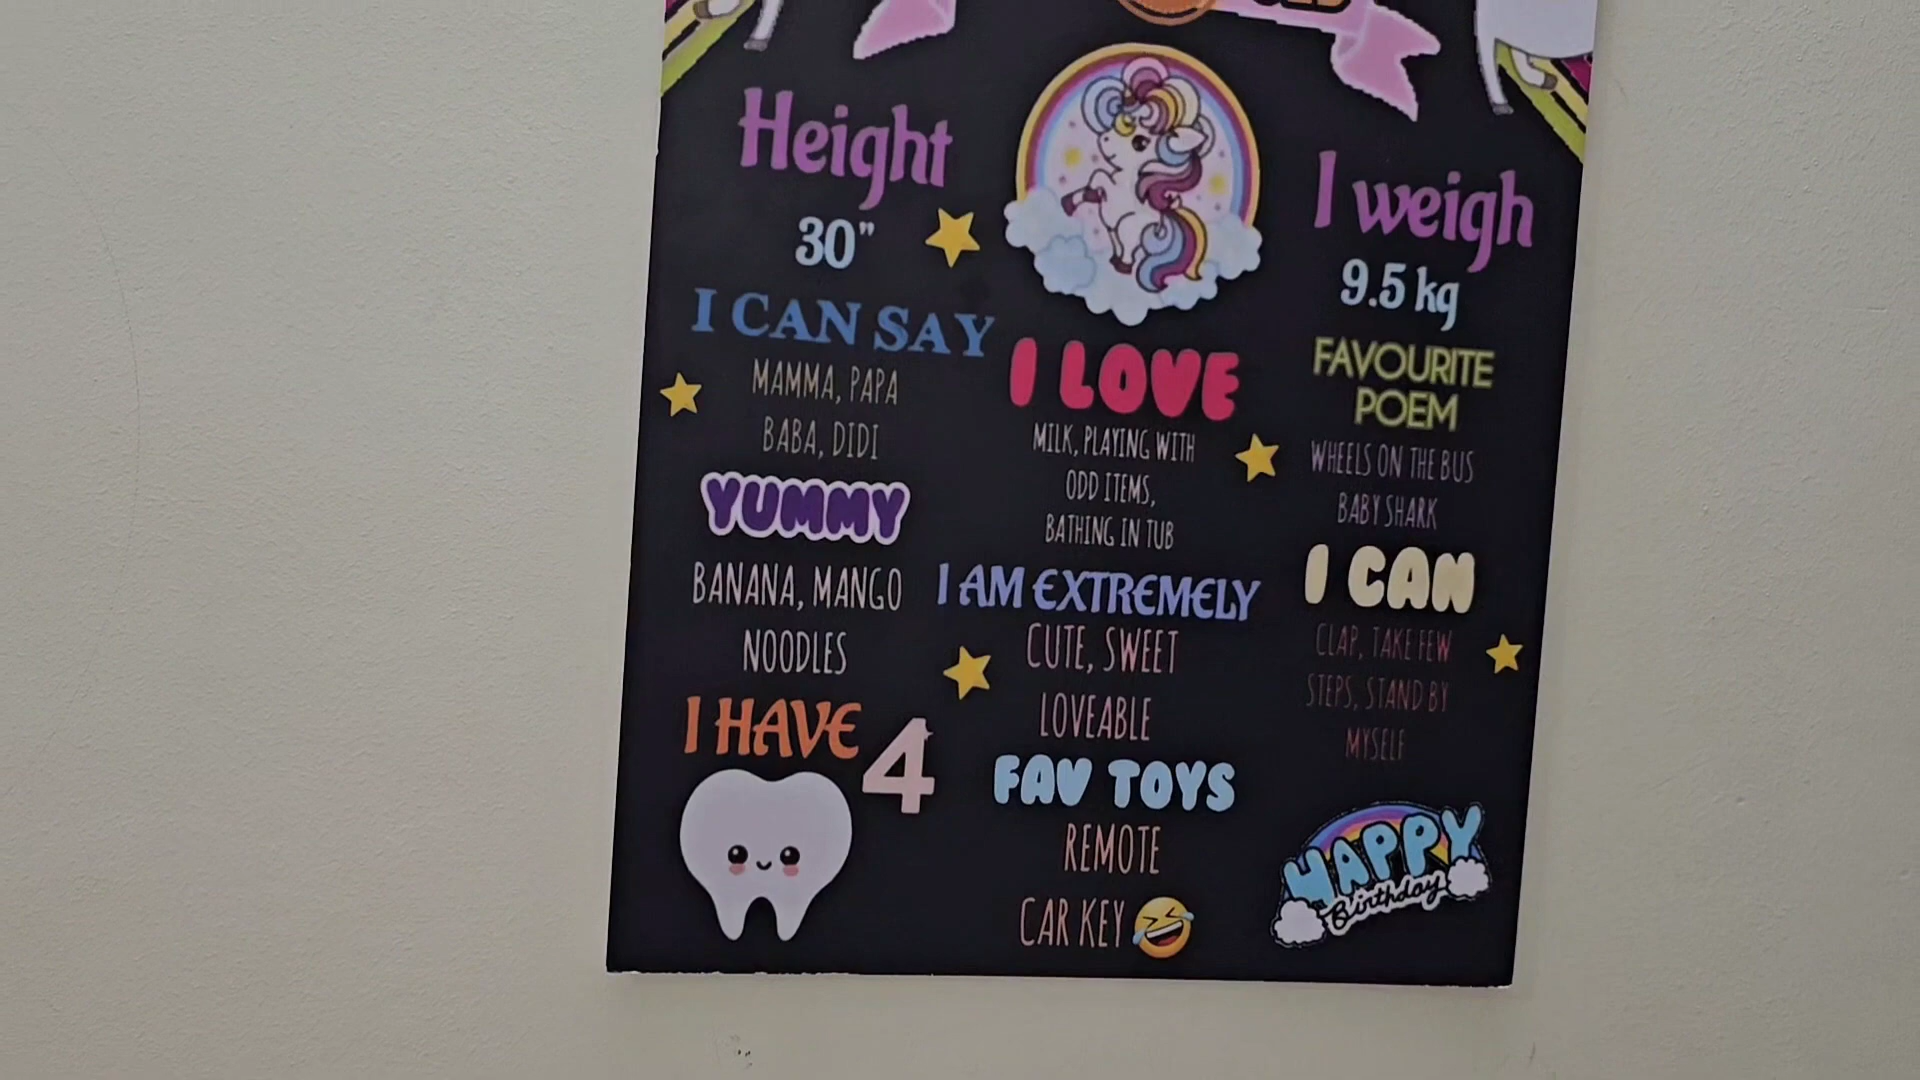 Height
30"
I weigh
9.5 kg
I CAN SAY
MAMMA, PAPA
BABA, DIDI
I LOVE
MILK, PLAYING WITH
ODD ITEMS,
BATHING IN TUB
FAVOURITE
POEM
WHEELS ON THE BUS
BABY SHARK
YUMMY
BANANA, MANGO
NOODLES
I AM EXTREMELY
CUTE, SWEET
LOVEABLE
I CAN
CLAP, TAKE FEW
STEPS, STAND BY
MYSELF
I HAVE 4
FAV TOYS
REMOTE
CAR KEY 🤣
HAPPY
Birthday